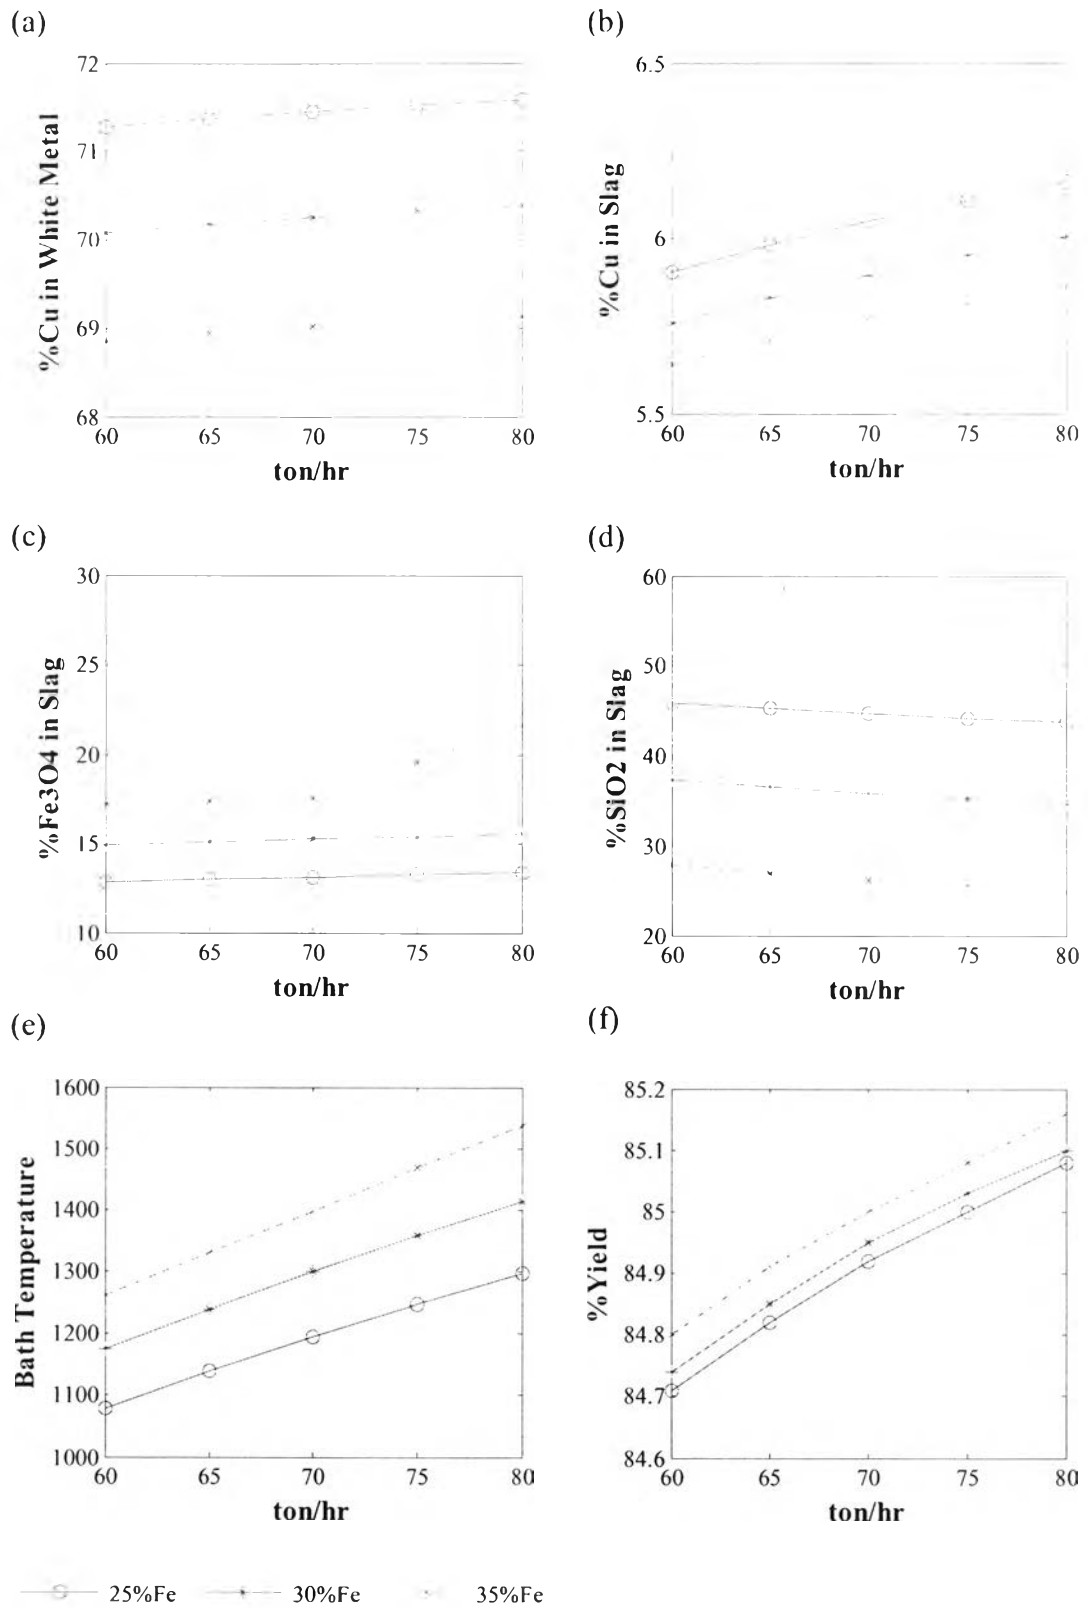 (a)
72
71
70
69
68
%Cu in White Metal
60 65 70 75 80
ton/hr
(b)
6.5
6
5.5
%Cu in Slag
60 65 70 75 80
ton/hr
(c)
30
25
20
15
10
%Fe3O4 in Slag
60 65 70 75 80
ton/hr
(d)
60
50
40
30
20
%SiO2 in Slag
60 65 70 75 80
ton/hr
(e)
1600
1500
1400
1300
1200
1100
1000
Bath Temperature
60 65 70 75 80
ton/hr
(f)
85.2
85.1
85
84.9
84.8
84.7
84.6
%Yield
60 65 70 75 80
ton/hr
25%Fe 30%Fe 35%Fe